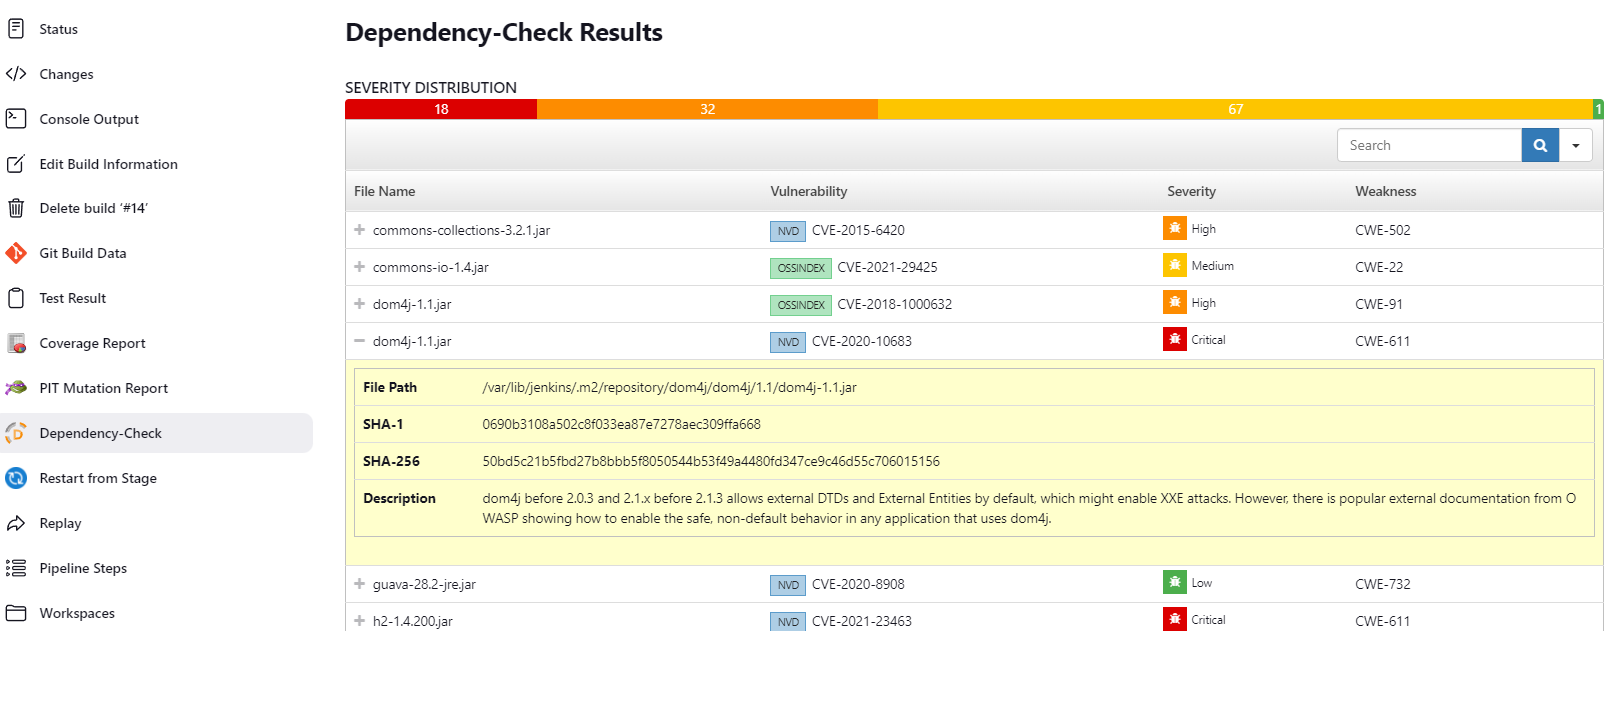 Status
Changes
Console Output
Edit Build Information
Delete build ‘#14’
Git Build Data
Test Result
Coverage Report
PIT Mutation Report
Dependency-Check
Restart from Stage
Replay
Pipeline Steps
Workspaces
Dependency-Check Results
SEVERITY DISTRIBUTION
18 32 67 1
Search
File Name Vulnerability Severity Weakness
commons-collections-3.2.1.jar NVD CVE-2015-6420 High CWE-502
commons-io-1.4.jar OSSINDEX CVE-2021-29425 Medium CWE-22
dom4j-1.1.jar OSSINDEX CVE-2018-1000632 High CWE-91
dom4j-1.1.jar NVD CVE-2020-10683 Critical CWE-611
File Path /var/lib/jenkins/.m2/repository/dom4j/dom4j/1.1/dom4j-1.1.jar
SHA-1 0690b3108a502c8f033ea87e7278aec309ffa668
SHA-256 50bd5c21b5fbd27b8bbb5f8050544b53f49a4480fd347ce9c46d55c706015156
Description dom4j before 2.0.3 and 2.1.x before 2.1.3 allows external DTDs and External Entities by default, which might enable XXE attacks. However, there is popular external documentation from O
WASP showing how to enable the safe, non-default behavior in any application that uses dom4j.
guava-28.2-jre.jar NVD CVE-2020-8908 Low CWE-732
h2-1.4.200.jar NVD CVE-2021-23463 Critical CWE-611